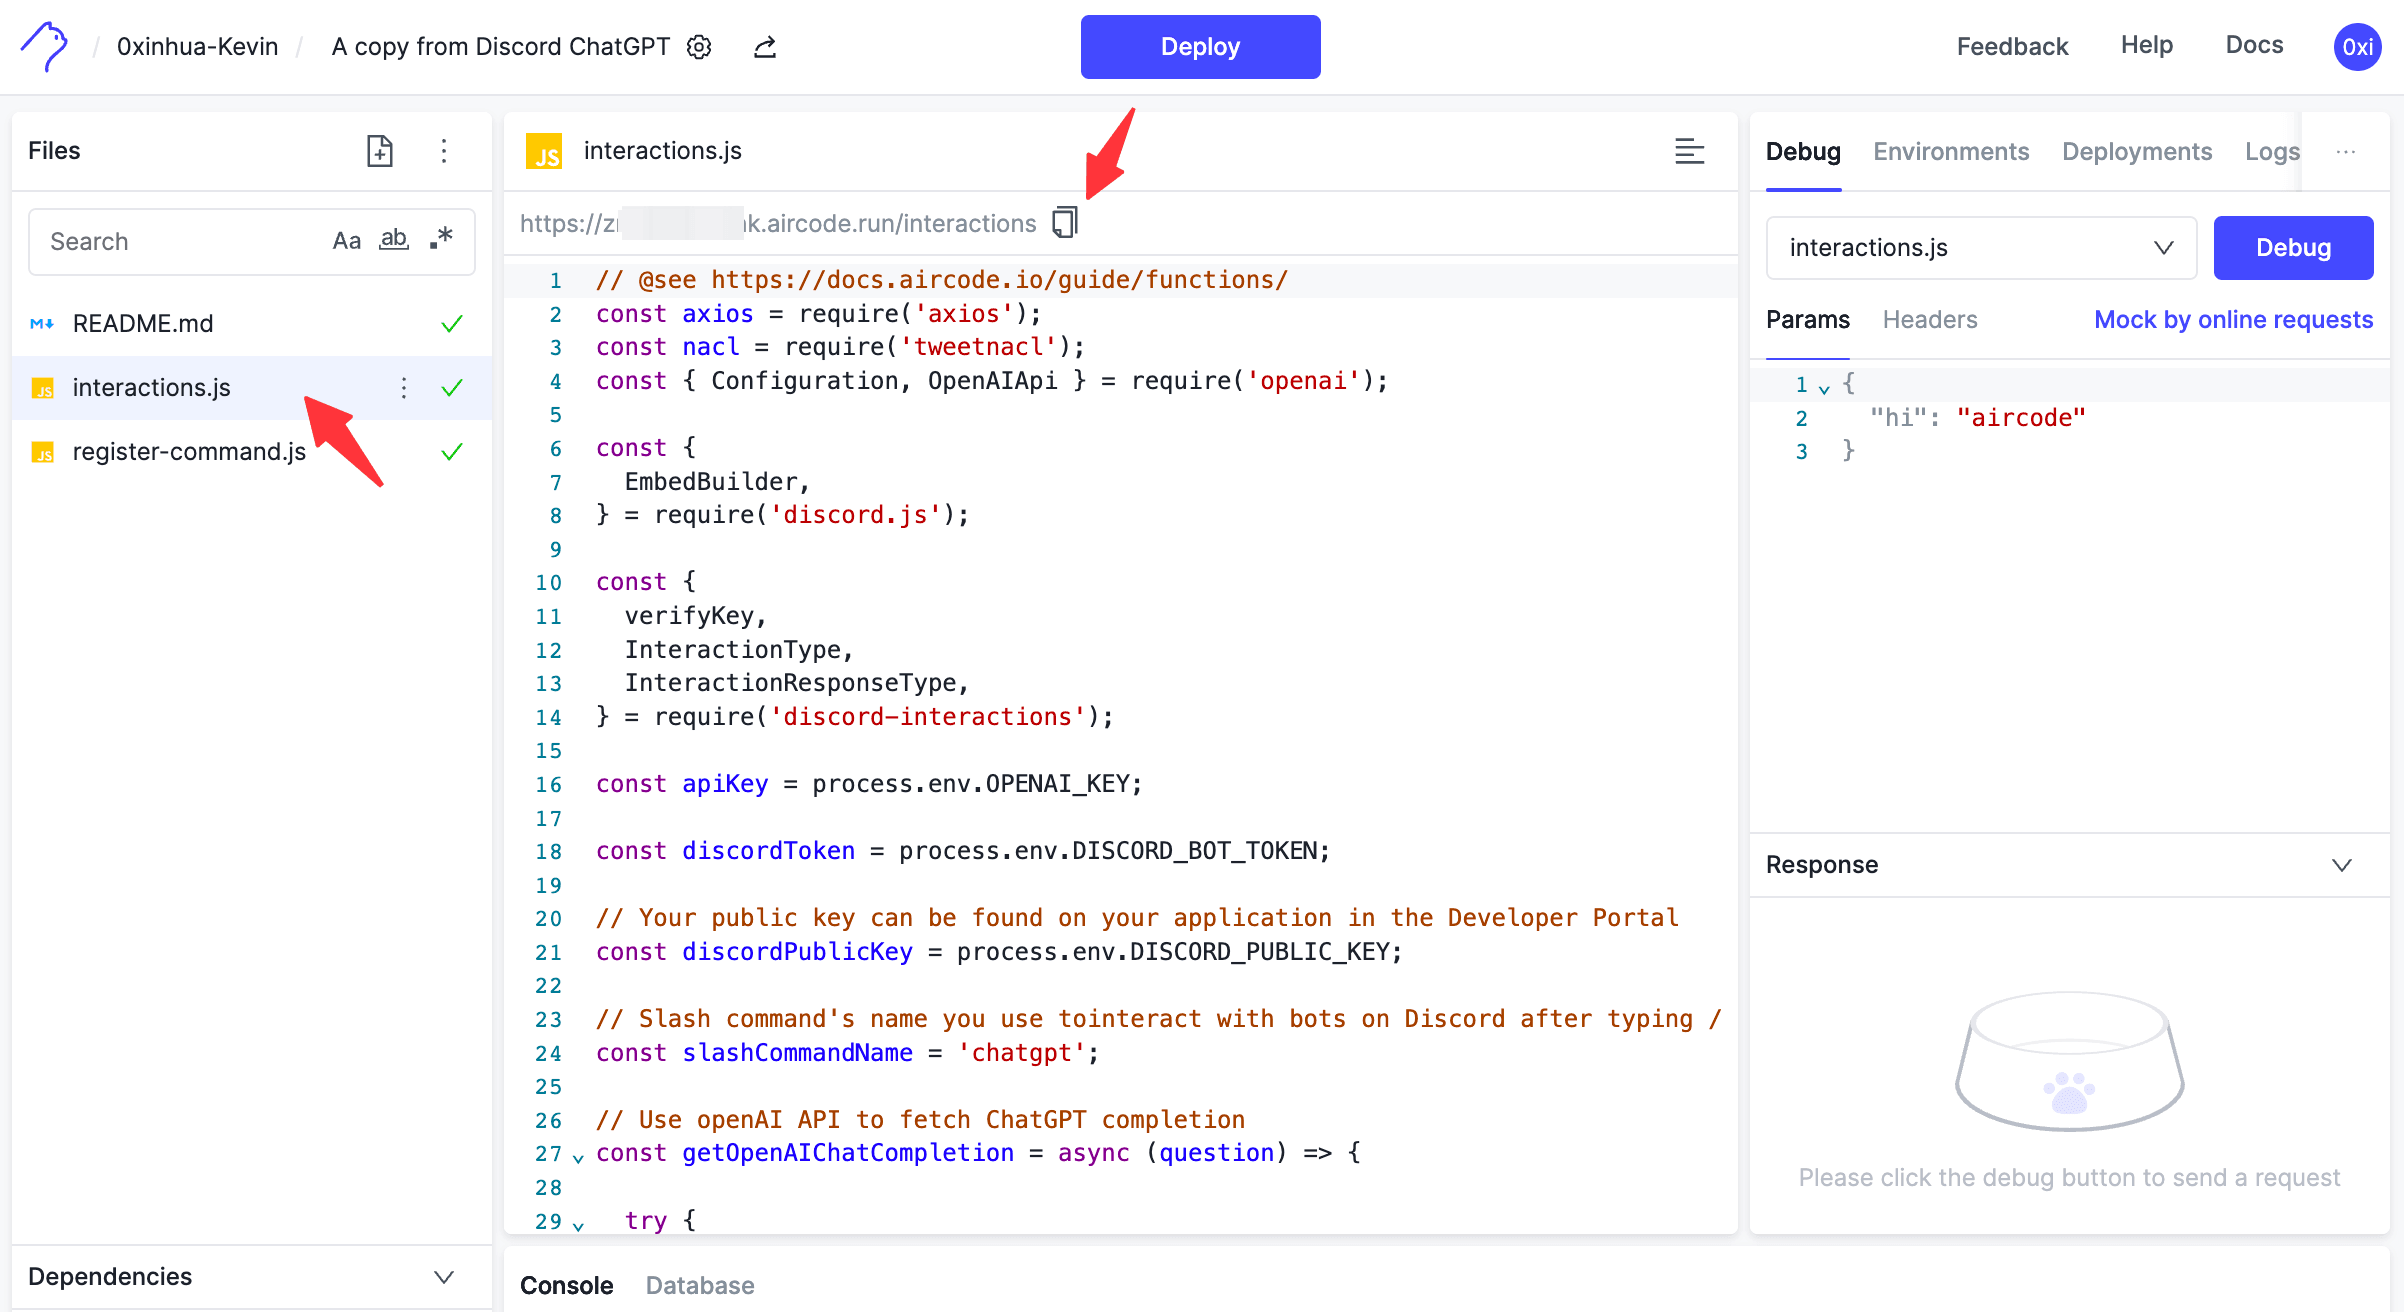 / 0xinhua-Kevin / A copy from Discord ChatGPT
Deploy
Feedback Help Docs 0xi
Files
Search Aa ab .*
README.md
JS interactions.js
JS register-command.js
Dependencies
JS interactions.js
https://z k.aircode.run/interactions
1 // @see https://docs.aircode.io/guide/functions/
2 const axios = require('axios');
3 const nacl = require('tweetnacl');
4 const { Configuration, OpenAIApi } = require('openai');
5
6 const {
7 EmbedBuilder,
8 } = require('discord.js');
9
10 const {
11 verifyKey,
12 InteractionType,
13 InteractionResponseType,
14 } = require('discord-interactions');
15
16 const apiKey = process.env.OPENAI_KEY;
17
18 const discordToken = process.env.DISCORD_BOT_TOKEN;
19
20 // Your public key can be found on your application in the Developer Portal
21 const discordPublicKey = process.env.DISCORD_PUBLIC_KEY;
22
23 // Slash command's name you use tointeract with bots on Discord after typing /
24 const slashCommandName = 'chatgpt';
25
26 // Use openAI API to fetch ChatGPT completion
27 const getOpenAIChatCompletion = async (question) => {
28
29 try {
Console Database
Debug Environments Deployments Logs ...
interactions.js Debug
Params Headers Mock by online requests
1 {
2 "hi": "aircode"
3 }
Response
Please click the debug button to send a request